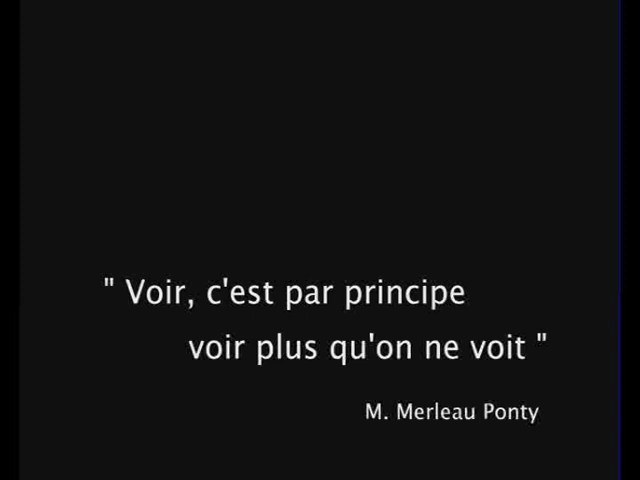 " Voir, c'est par principe
voir plus qu'on ne voit "
M. Merleau Ponty